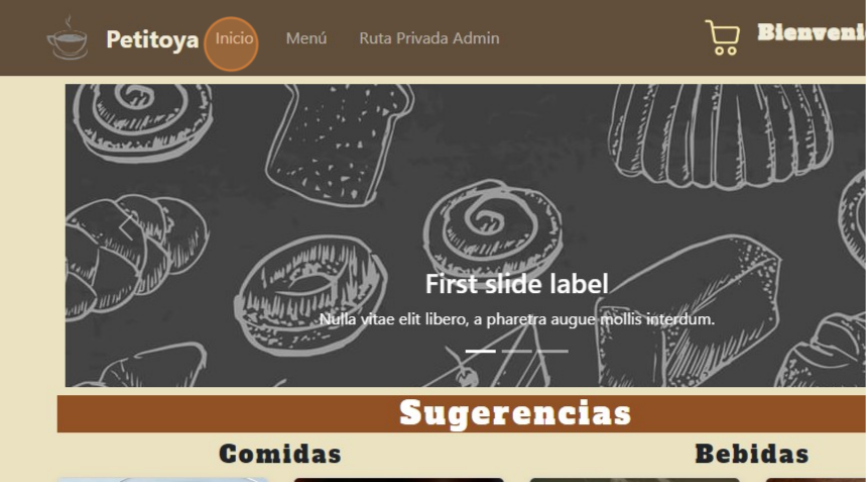 Petitoya Inicio Menú Ruta Privada Admin
First slide label
Nulla vitae elit libero, a pharetra augue mollis interdum.
Sugerencias
Comidas Bebidas